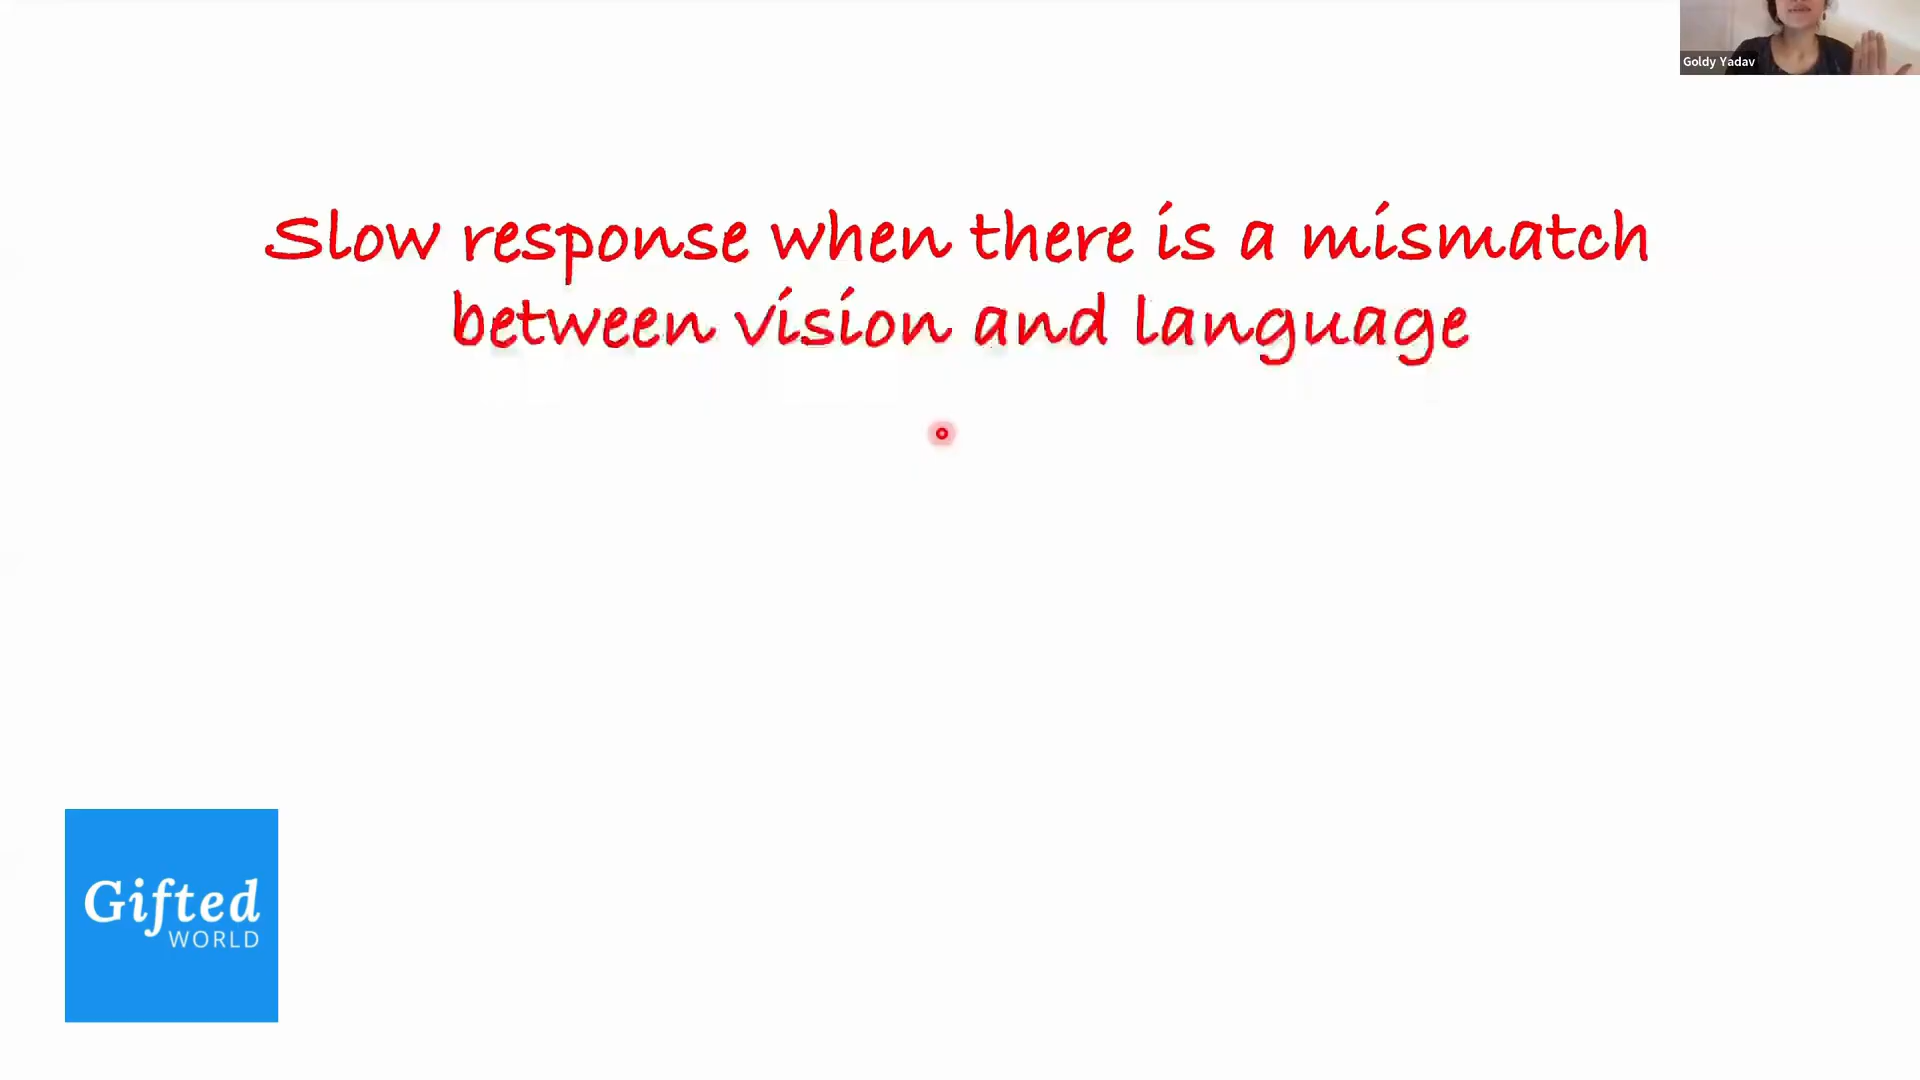 Goldy Yadav
Slow response when there is a mismatch
between vision and language
Gifted
WORLD